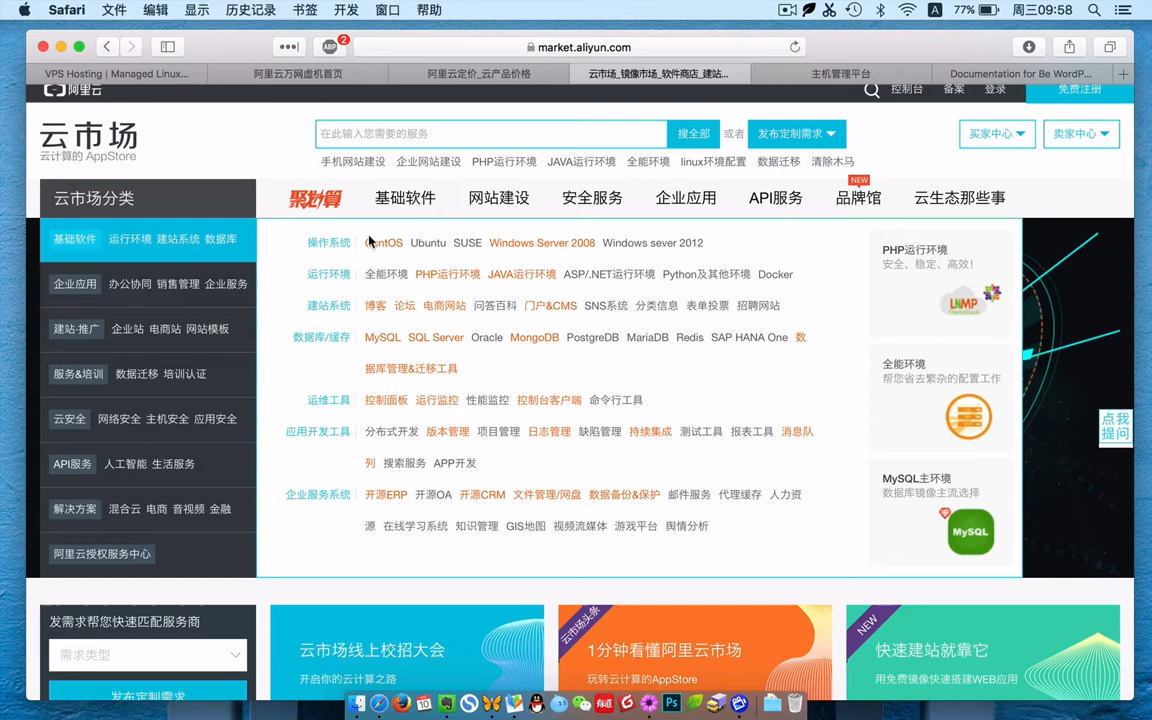 Safari 文件 编辑 显示 历史记录 书签 开发 窗口 帮助 A 77% 周三09:58
ABP 2 market.aliyun.com
VPS Hosting | Managed Linux... 阿里云万网虚机首页 阿里云定价_云产品价格 云市场_镜像市场_软件商店_建站... 主机管理平台 Documentation for Be WordP...
阿里云 控制台 备案 登录 免费注册
云市场
云计算的 AppStore
在此输入您需要的服务 搜全部 或者 发布定制需求 买家中心 卖家中心
手机网站建设 企业网站建设 PHP运行环境 JAVA运行环境 全能环境 linux环境配置 数据迁移 清除木马
云市场分类 聚划算 基础软件 网站建设 安全服务 企业应用 API服务 品牌馆 NEW 云生态那些事
基础软件 运行环境 建站系统 数据库
企业应用 办公协同 销售管理 企业服务
建站·推广 企业站 电商站 网站模板
服务&培训 数据迁移 培训认证
云安全 网络安全 主机安全 应用安全
API服务 人工智能 生活服务
解决方案 混合云 电商 音视频 金融
阿里云授权服务中心
操作系统 CentOS Ubuntu SUSE Windows Server 2008 Windows sever 2012
运行环境 全能环境 PHP运行环境 JAVA运行环境 ASP/.NET运行环境 Python及其他环境 Docker
建站系统 博客 论坛 电商网站 问答百科 门户&CMS SNS系统 分类信息 表单投票 招聘网站
数据库/缓存 MySQL SQL Server Oracle MongoDB PostgreDB MariaDB Redis SAP HANA One 数
据库管理&迁移工具
运维工具 控制面板 运行监控 性能监控 控制台客户端 命令行工具
应用开发工具 分布式开发 版本管理 项目管理 日志管理 缺陷管理 持续集成 测试工具 报表工具 消息队
列 搜索服务 APP开发
企业服务系统 开源ERP 开源OA 开源CRM 文件管理/网盘 数据备份&保护 邮件服务 代理缓存 人力资
源 在线学习系统 知识管理 GIS地图 视频流媒体 游戏平台 舆情分析
PHP运行环境
安全、稳定、高效!
LNMP
全能环境
帮您省去繁杂的配置工作
MySQL主环境
数据库镜像主流选择
MySQL
点我
提问
发需求帮您快速匹配服务商
需求类型
发布定制需求
云市场线上校招大会
开启你的云计算之路
云市场头条
1分钟看懂阿里云市场
玩转云计算的AppStore
NEW
快速建站就靠它
用免费镜像快速搭建WEB应用
10 有道 Ps